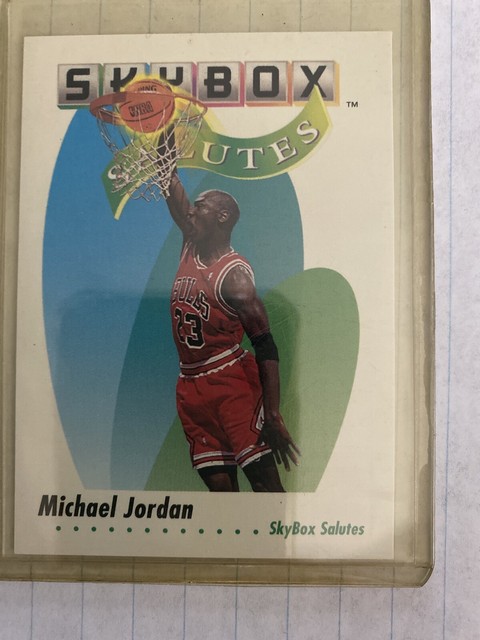 SKYBOX
TM
SALUTES
BULLS
23
Michael Jordan
SkyBox Salutes